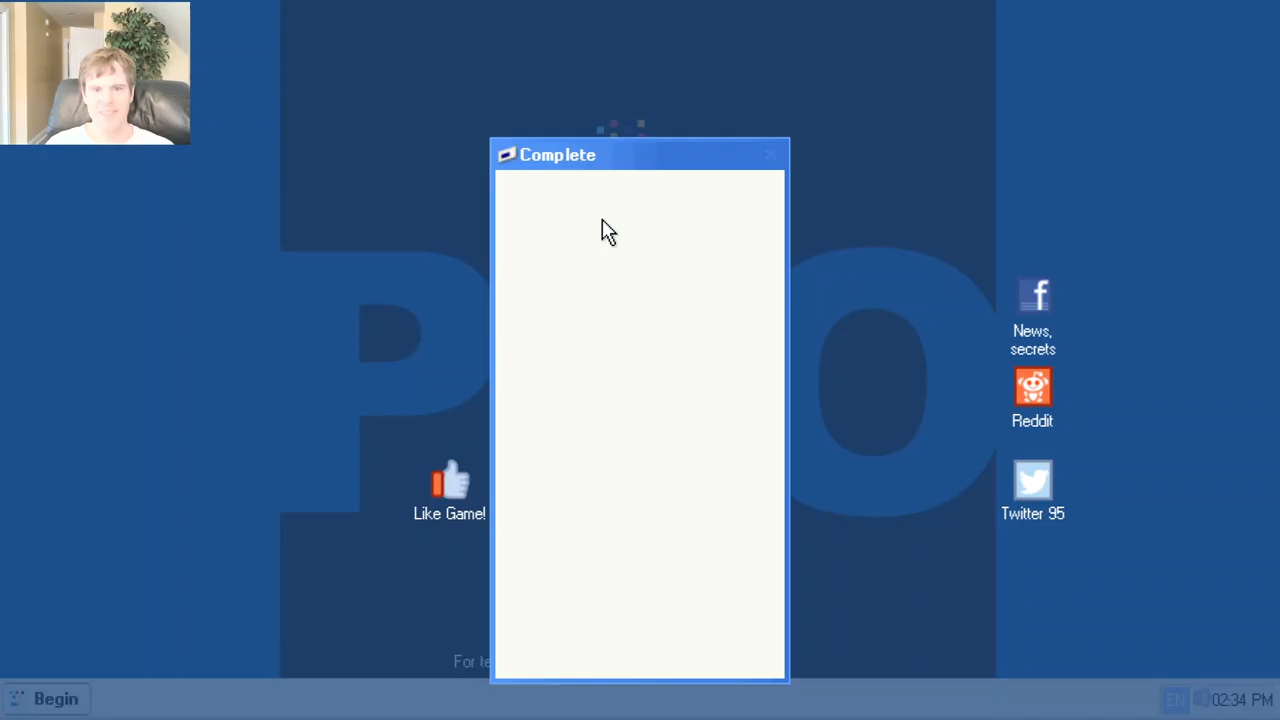 Complete
P O
News,
secrets
Reddit
Like Game!
Twitter 95
For te
Begin
EN
02:34 PM